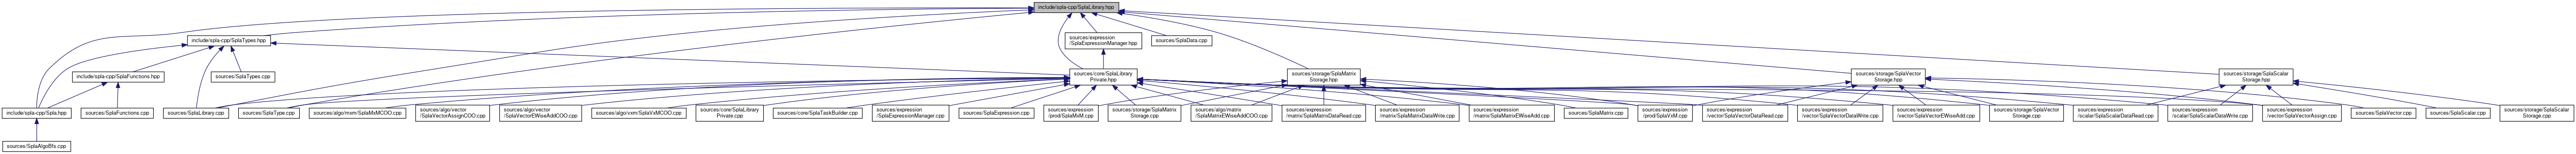 include/spla-cpp/SplaLibrary.hpp
include/spla-cpp/SplaTypes.hpp
sources/expression
/SplaExpressionManager.hpp
sources/SplaData.cpp
include/spla-cpp/SplaFunctions.hpp
sources/SplaTypes.cpp
sources/core/SplaLibrary
Private.hpp
sources/storage/SplaMatrix
Storage.hpp
sources/storage/SplaVector
Storage.hpp
sources/storage/SplaScalar
Storage.hpp
include/spla-cpp/Spla.hpp
sources/SplaFunctions.cpp
sources/SplaLibrary.cpp
sources/SplaType.cpp
sources/algo/mxm/SplaMxMCOO.cpp
sources/algo/vector
/SplaVectorAssignCOO.cpp
sources/algo/vector
/SplaVectorEWiseAddCOO.cpp
sources/algo/vxm/SplaVxMCOO.cpp
sources/core/SplaLibrary
Private.cpp
sources/core/SplaTaskBuilder.cpp
sources/expression
/SplaExpressionManager.cpp
sources/SplaExpression.cpp
sources/expression
/prod/SplaMxM.cpp
sources/storage/SplaMatrix
Storage.cpp
sources/algo/matrix
/SplaMatrixEWiseAddCOO.cpp
sources/expression
/matrix/SplaMatrixDataRead.cpp
sources/expression
/matrix/SplaMatrixDataWrite.cpp
sources/expression
/matrix/SplaMatrixEWiseAdd.cpp
sources/SplaMatrix.cpp
sources/expression
/prod/SplaVxM.cpp
sources/expression
/vector/SplaVectorDataRead.cpp
sources/expression
/vector/SplaVectorDataWrite.cpp
sources/expression
/vector/SplaVectorEWiseAdd.cpp
sources/storage/SplaVector
Storage.cpp
sources/expression
/scalar/SplaScalarDataRead.cpp
sources/expression
/scalar/SplaScalarDataWrite.cpp
sources/expression
/vector/SplaVectorAssign.cpp
sources/SplaVector.cpp
sources/SplaScalar.cpp
sources/storage/SplaScalar
Storage.cpp
sources/SplaAlgoBfs.cpp